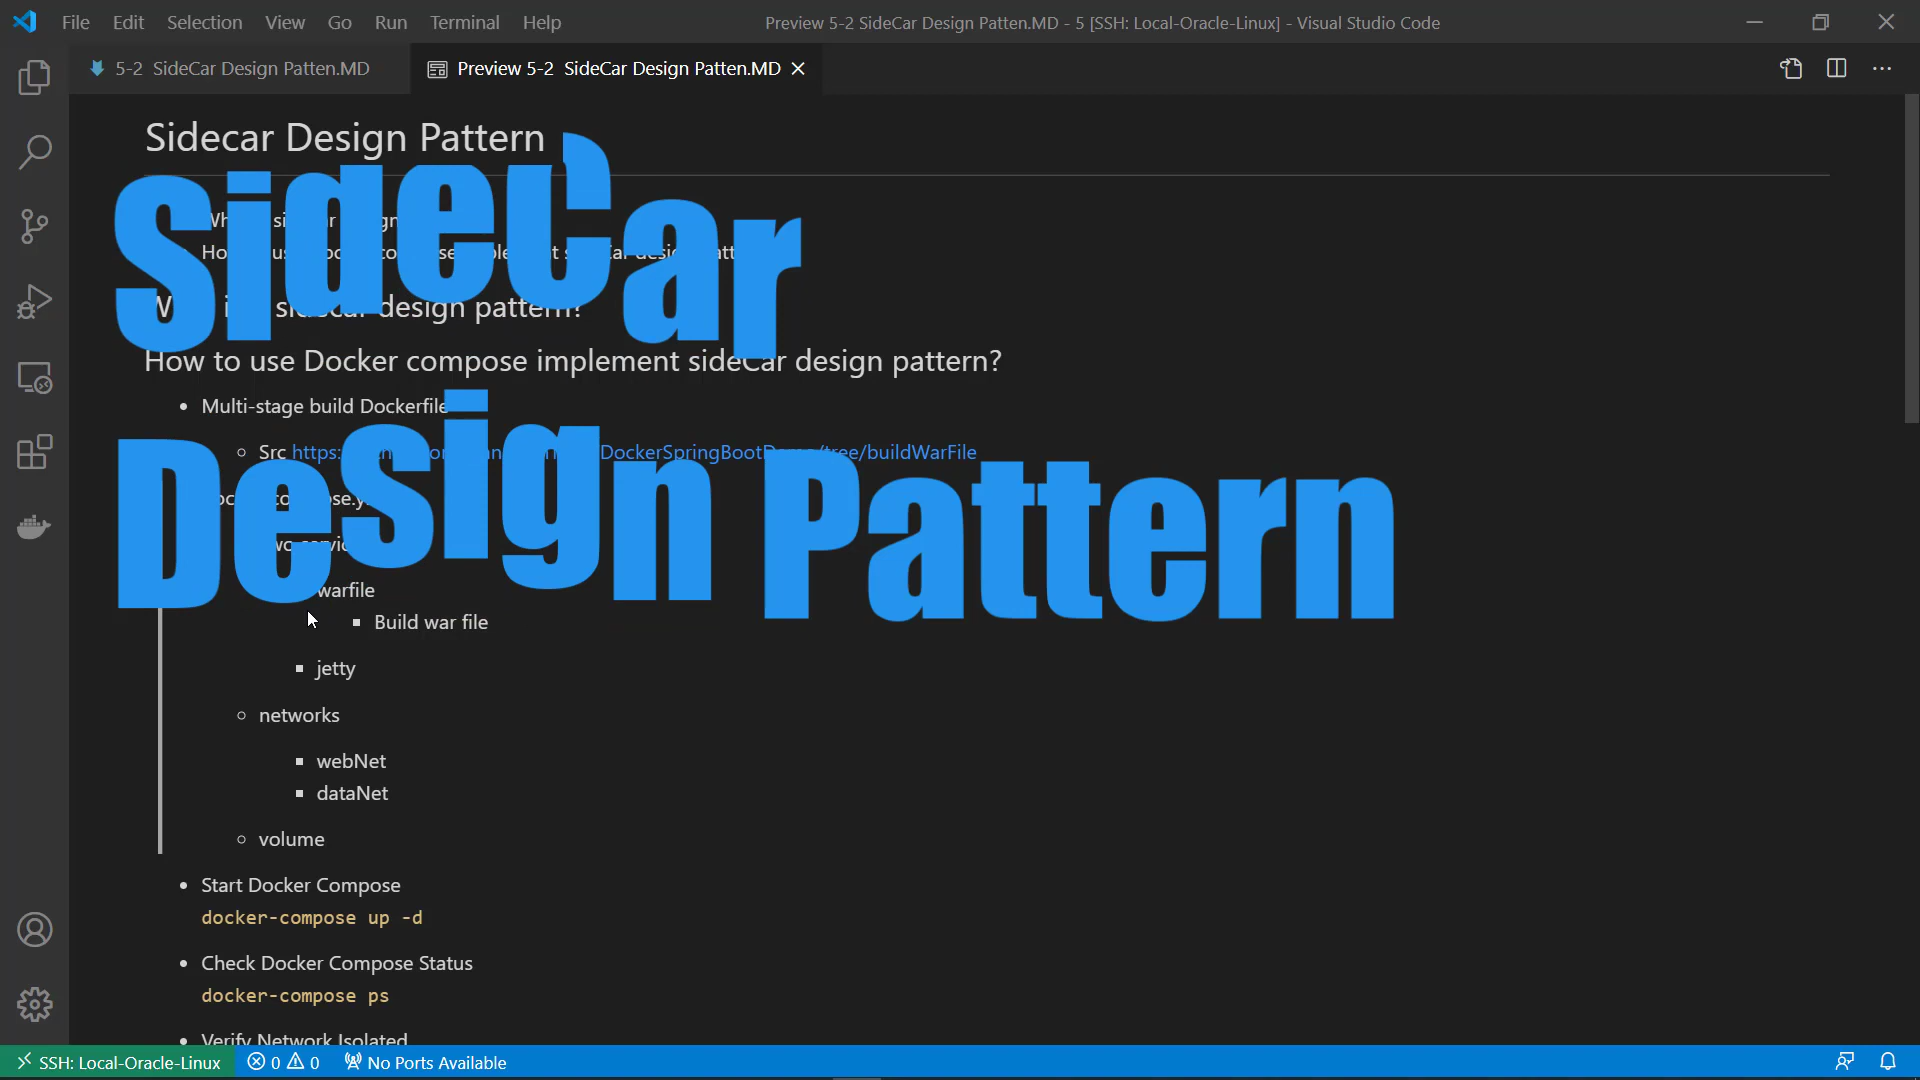 File Edit Selection View Go Run Terminal Help
Preview 5-2 SideCar Design Patten.MD - 5 [SSH: Local-Oracle-Linux] - Visual Studio Code
5-2 SideCar Design Patten.MD
Preview 5-2 SideCar Design Patten.MD
Sidecar Design Pattern
SideCar
design pattern?
How to use Docker compose implement sideCar design pattern?
Multi-stage build Dockerfile
Src
DockerSpringBootDemo/tree/buildWarFile
Design Pattern
warfile
Build war file
jetty
networks
webNet
dataNet
volume
Start Docker Compose
docker-compose up -d
Check Docker Compose Status
docker-compose ps
Verify Network Isolated
SSH: Local-Oracle-Linux
0 0
No Ports Available